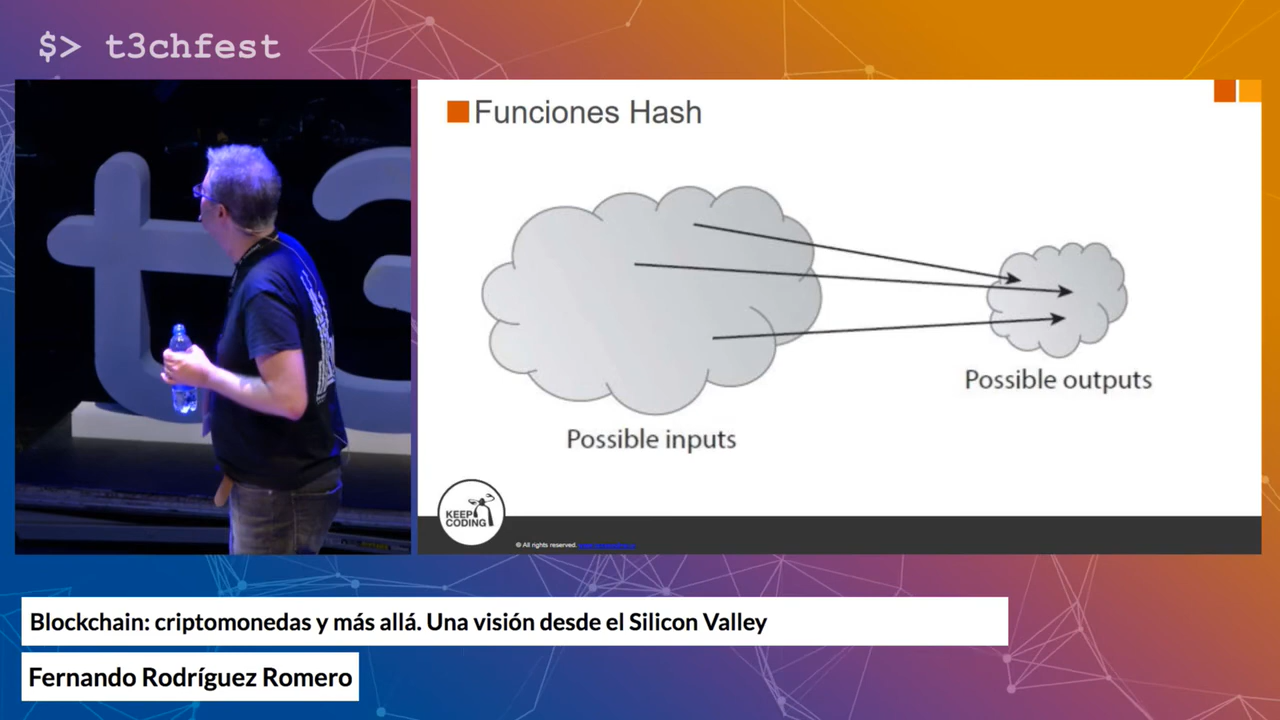 $> t3chfest
t3
Funciones Hash
Possible inputs
Possible outputs
KEEP
CODING
© All rights reserved.
Blockchain: criptomonedas y más allá. Una visión desde el Silicon Valley
Fernando Rodríguez Romero